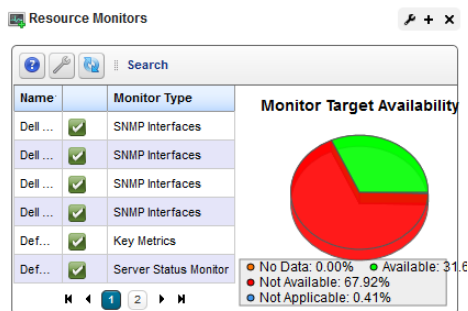 Resource Monitors
Search
Name Monitor Type
Dell ... SNMP Interfaces
Dell ... SNMP Interfaces
Dell ... SNMP Interfaces
Dell ... SNMP Interfaces
Def... Key Metrics
Def... Server Status Monitor
1 2
Monitor Target Availability
No Data: 0.00% Available: 31.6
Not Available: 67.92%
Not Applicable: 0.41%